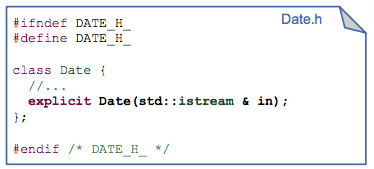 Date.h
#ifndef DATE_H_
#define DATE_H_
class Date {
//...
explicit Date(std::istream & in);
};
#endif /* DATE_H_ */